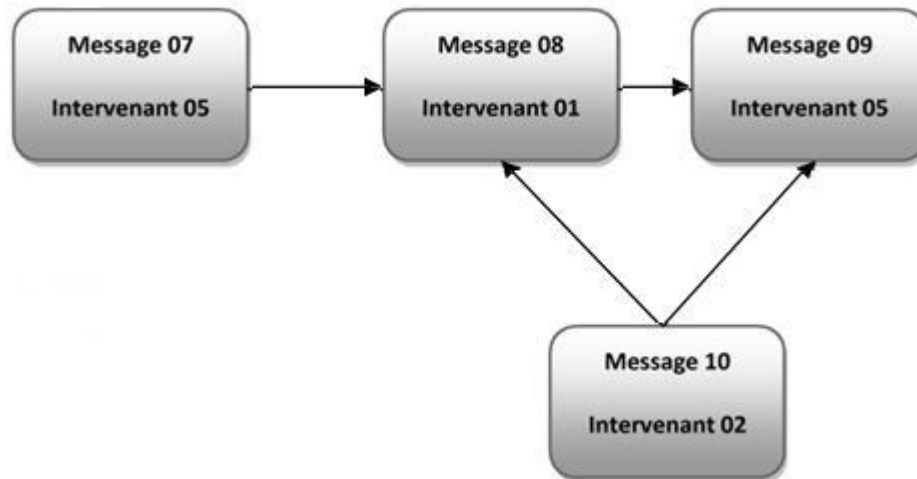 Message 07
Intervenant 05
Message 08
Intervenant 01
Message 09
Intervenant 05
Message 10
Intervenant 02